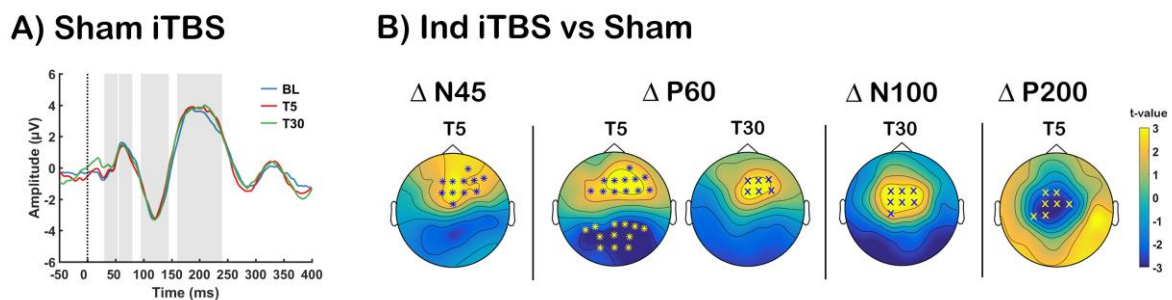 A) Sham iTBS
B) Ind iTBS vs Sham
6
4
2
0
-2
-4
-6
Amplitude (µV)
BL
T5
T30
-50 0 50 100 150 200 250 300 350 400
Time (ms)
Δ N45
Δ P60
Δ N100
Δ P200
T5
T5
T30
T30
T5
t-value
3
2
1
0
-1
-2
-3